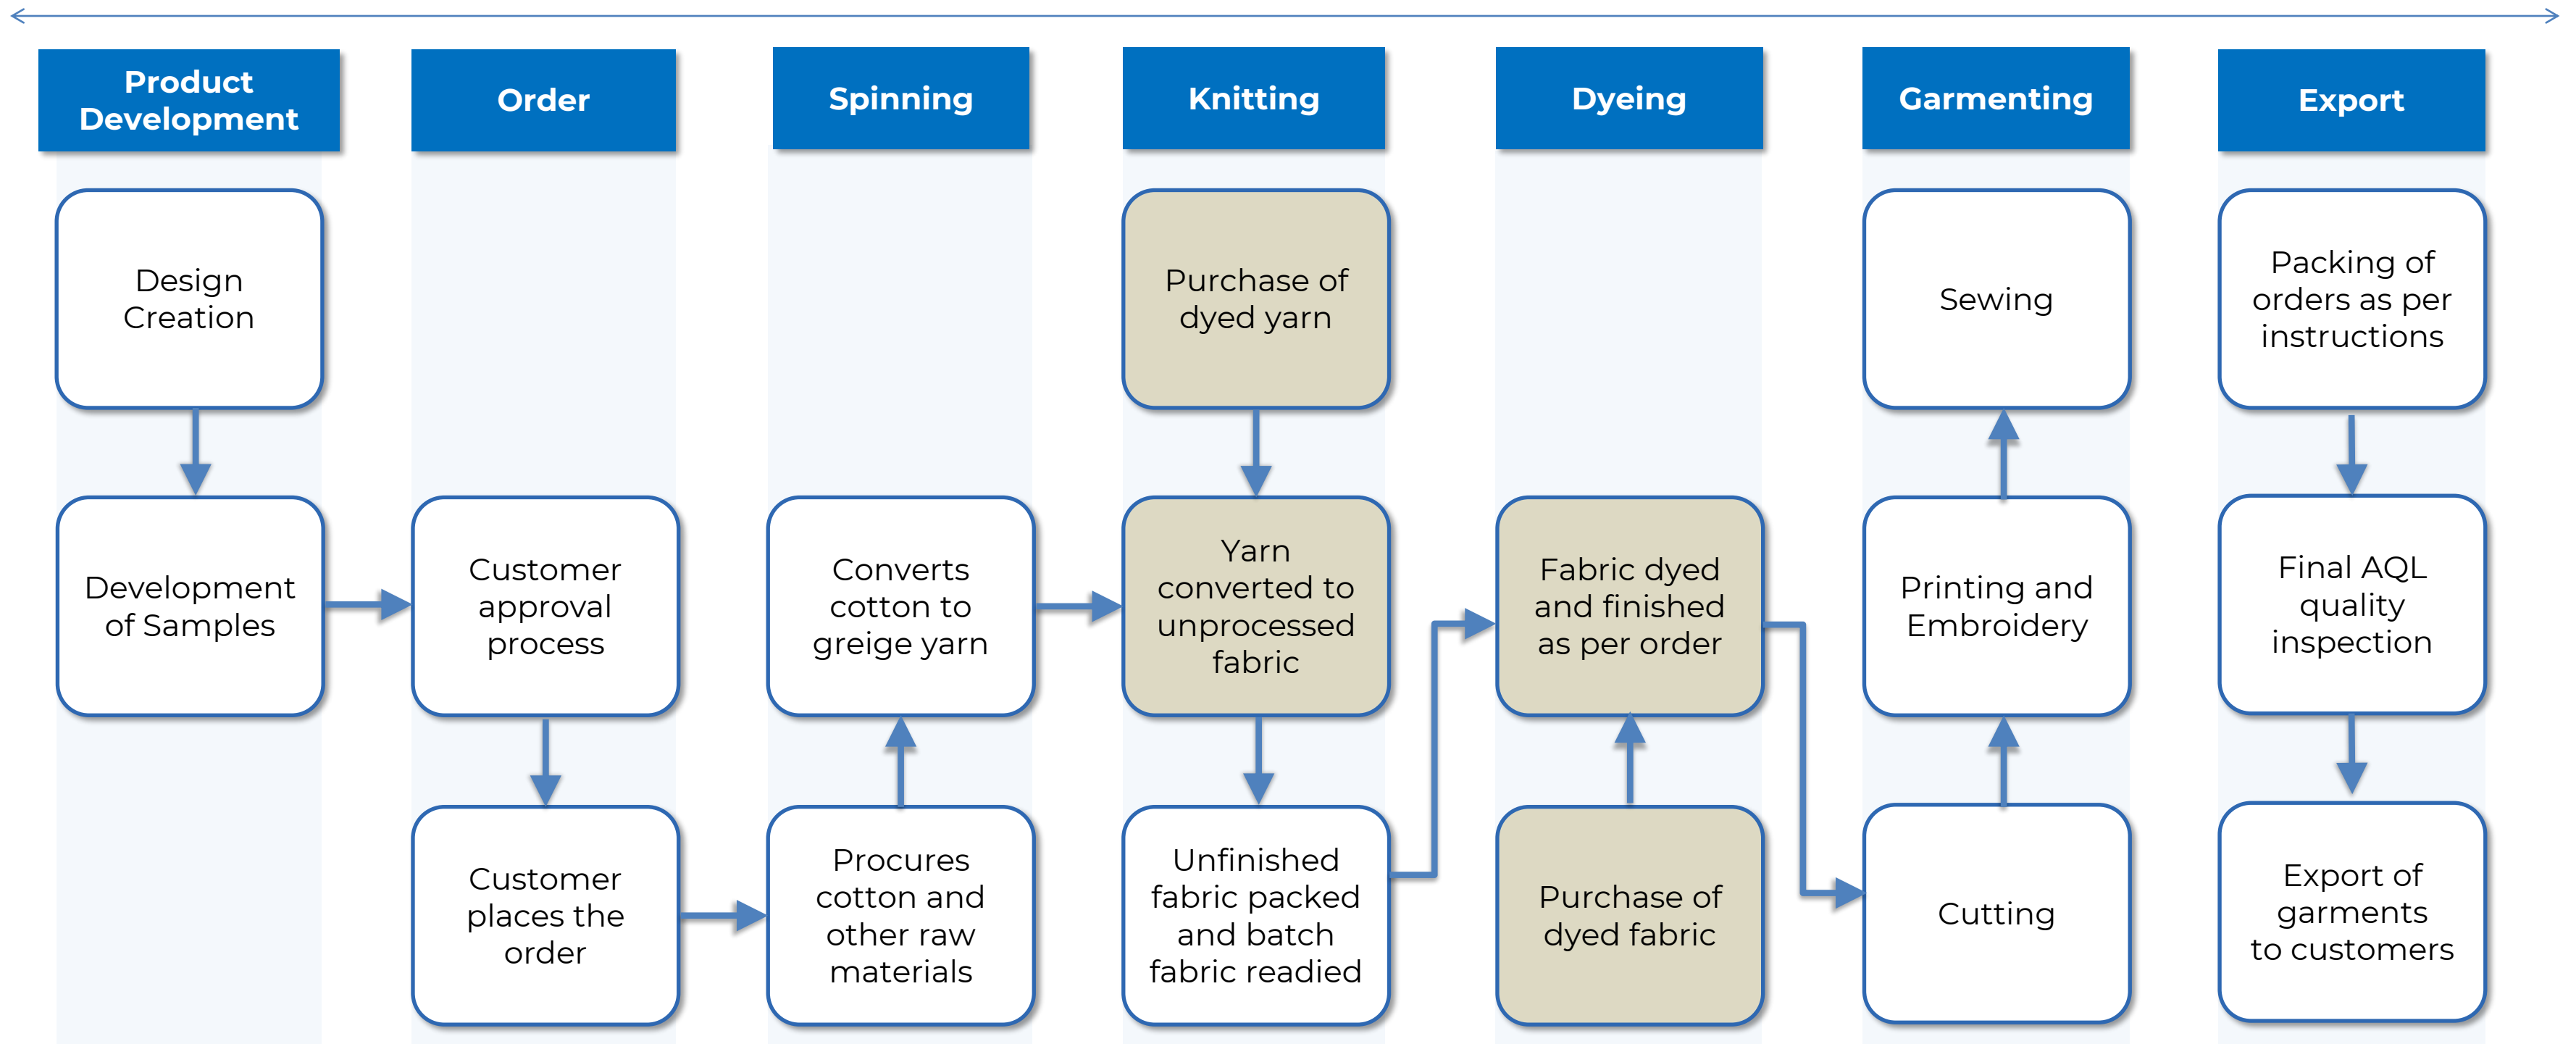 Product
Development
Order
Spinning
Knitting
Dyeing
Garmenting
Export
Design
Creation
Development
of Samples
Customer
approval
process
Customer
places the
order
Converts
cotton to
greige yarn
Procures
cotton and
other raw
materials
Purchase of
dyed yarn
Yarn
converted to
unprocessed
fabric
Unfinished
fabric packed
and batch
fabric readied
Fabric dyed
and finished
as per order
Purchase of
dyed fabric
Sewing
Printing and
Embroidery
Cutting
Packing of
orders as per
instructions
Final AQL
quality
inspection
Export of
garments
to customers